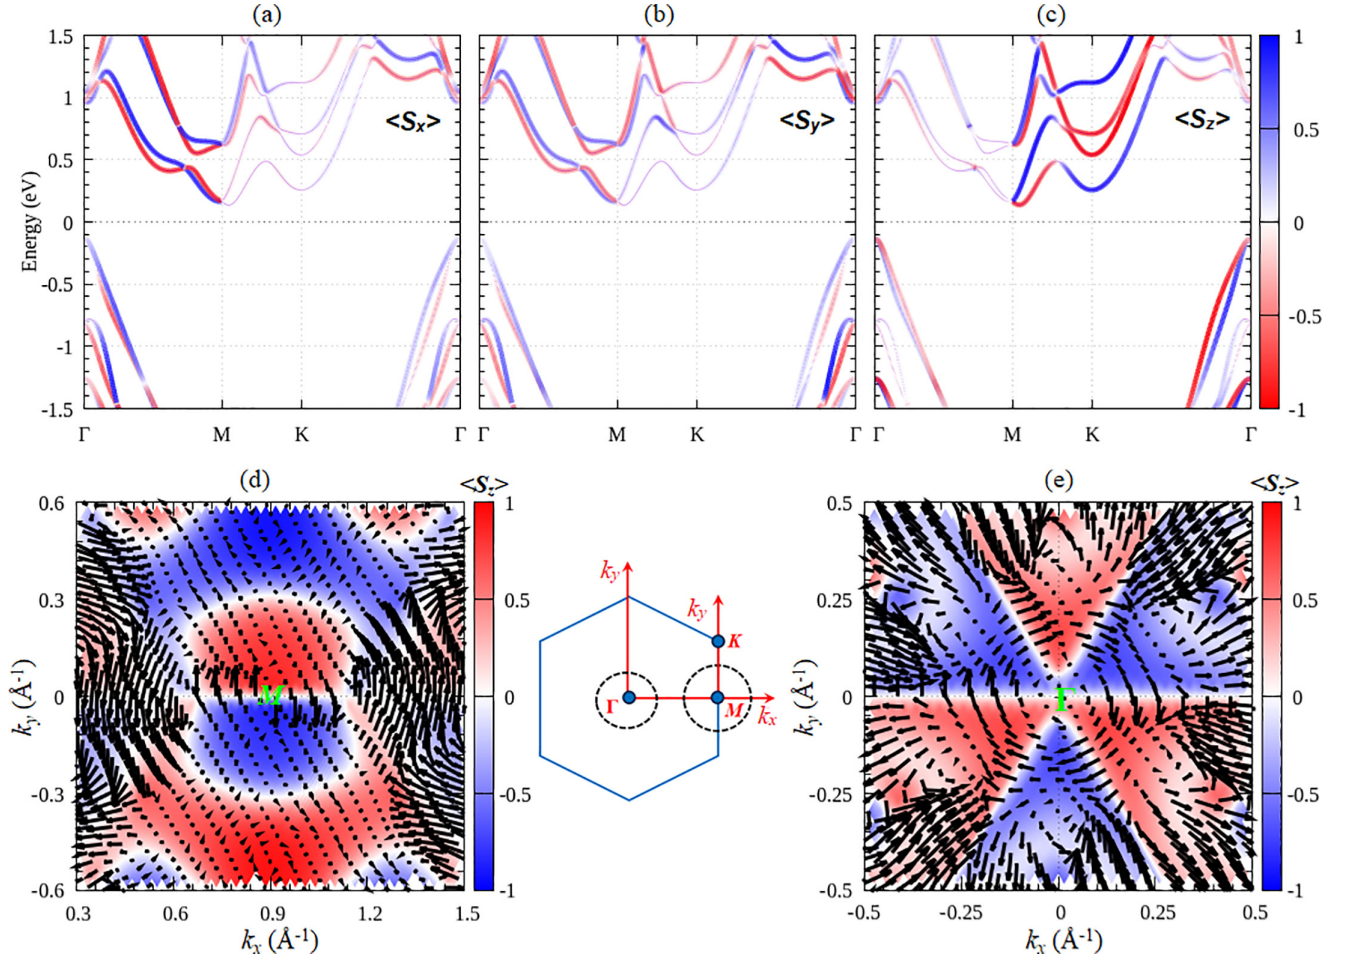 (a) (b) (c)
1.5 1 0.5 0 -0.5 -1 -1.5
Energy (eV)
<Sx> <Sy> <Sz>
1 0.5 0 -0.5 -1
Γ M K Γ Γ M K Γ Γ M K Γ
(d) <Sz> (e) <Sz>
0.6 0.3 0 -0.3 -0.6
ky (Å-1)
M
1 0.5 0 -0.5 -1
0.3 0.6 0.9 1.2 1.5
kx (Å-1)
ky
ky
K
Γ M
kx
0.5 0.25 0 -0.25 -0.5
ky (Å-1)
Γ
1 0.5 0 -0.5 -1
-0.5 -0.25 0 0.25 0.5
kx (Å-1)